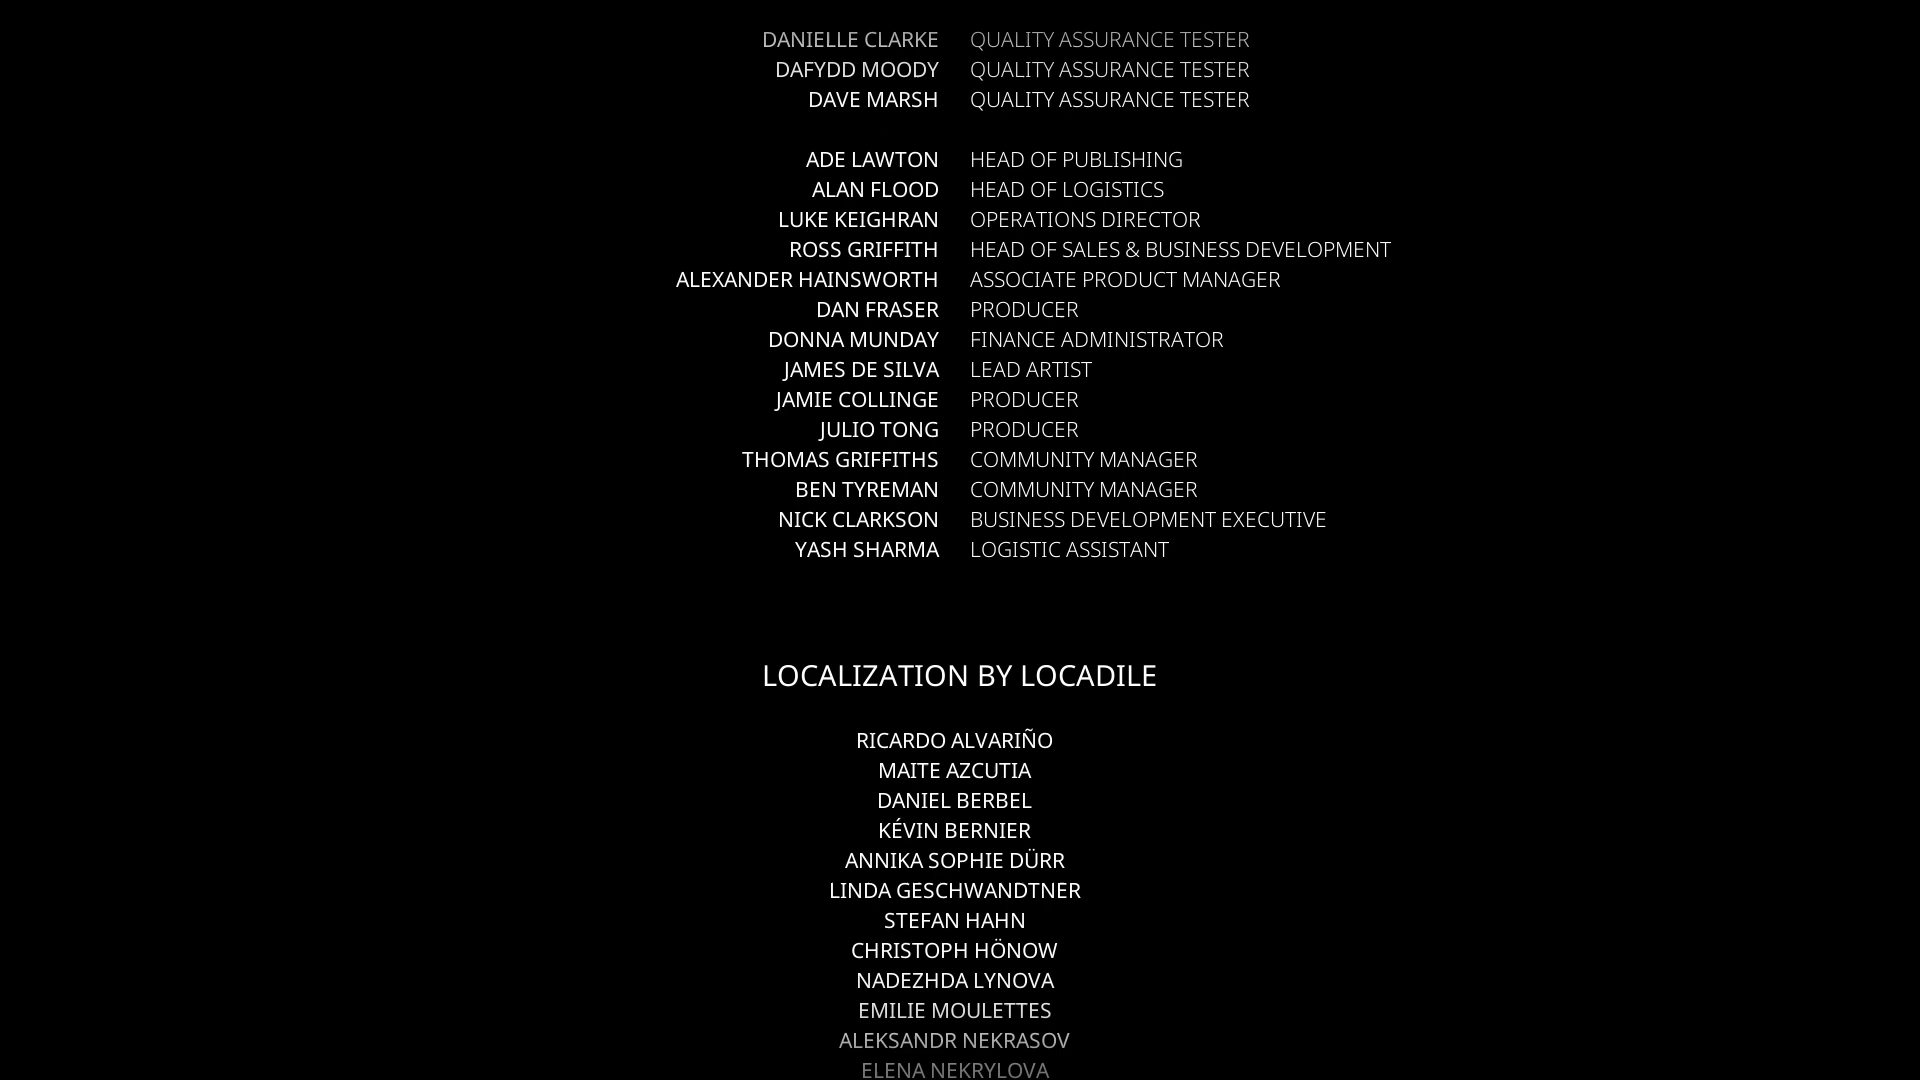 DANIELLE CLARKE QUALITY ASSURANCE TESTER
DAFYDD MOODY QUALITY ASSURANCE TESTER
DAVE MARSH QUALITY ASSURANCE TESTER
ADE LAWTON HEAD OF PUBLISHING
ALAN FLOOD HEAD OF LOGISTICS
LUKE KEIGHRAN OPERATIONS DIRECTOR
ROSS GRIFFITH HEAD OF SALES & BUSINESS DEVELOPMENT
ALEXANDER HAINSWORTH ASSOCIATE PRODUCT MANAGER
DAN FRASER PRODUCER
DONNA MUNDAY FINANCE ADMINISTRATOR
JAMES DE SILVA LEAD ARTIST
JAMIE COLLINGE PRODUCER
JULIO TONG PRODUCER
THOMAS GRIFFITHS COMMUNITY MANAGER
BEN TYREMAN COMMUNITY MANAGER
NICK CLARKSON BUSINESS DEVELOPMENT EXECUTIVE
YASH SHARMA LOGISTIC ASSISTANT
LOCALIZATION BY LOCADILE
RICARDO ALVARIÑO
MAITE AZCUTIA
DANIEL BERBEL
KÉVIN BERNIER
ANNIKA SOPHIE DÜRR
LINDA GESCHWANDTNER
STEFAN HAHN
CHRISTOPH HÖNOW
NADEZHDA LYNOVA
EMILIE MOULETTES
ALEKSANDR NEKRASOV
ELENA NEKRYLOVA